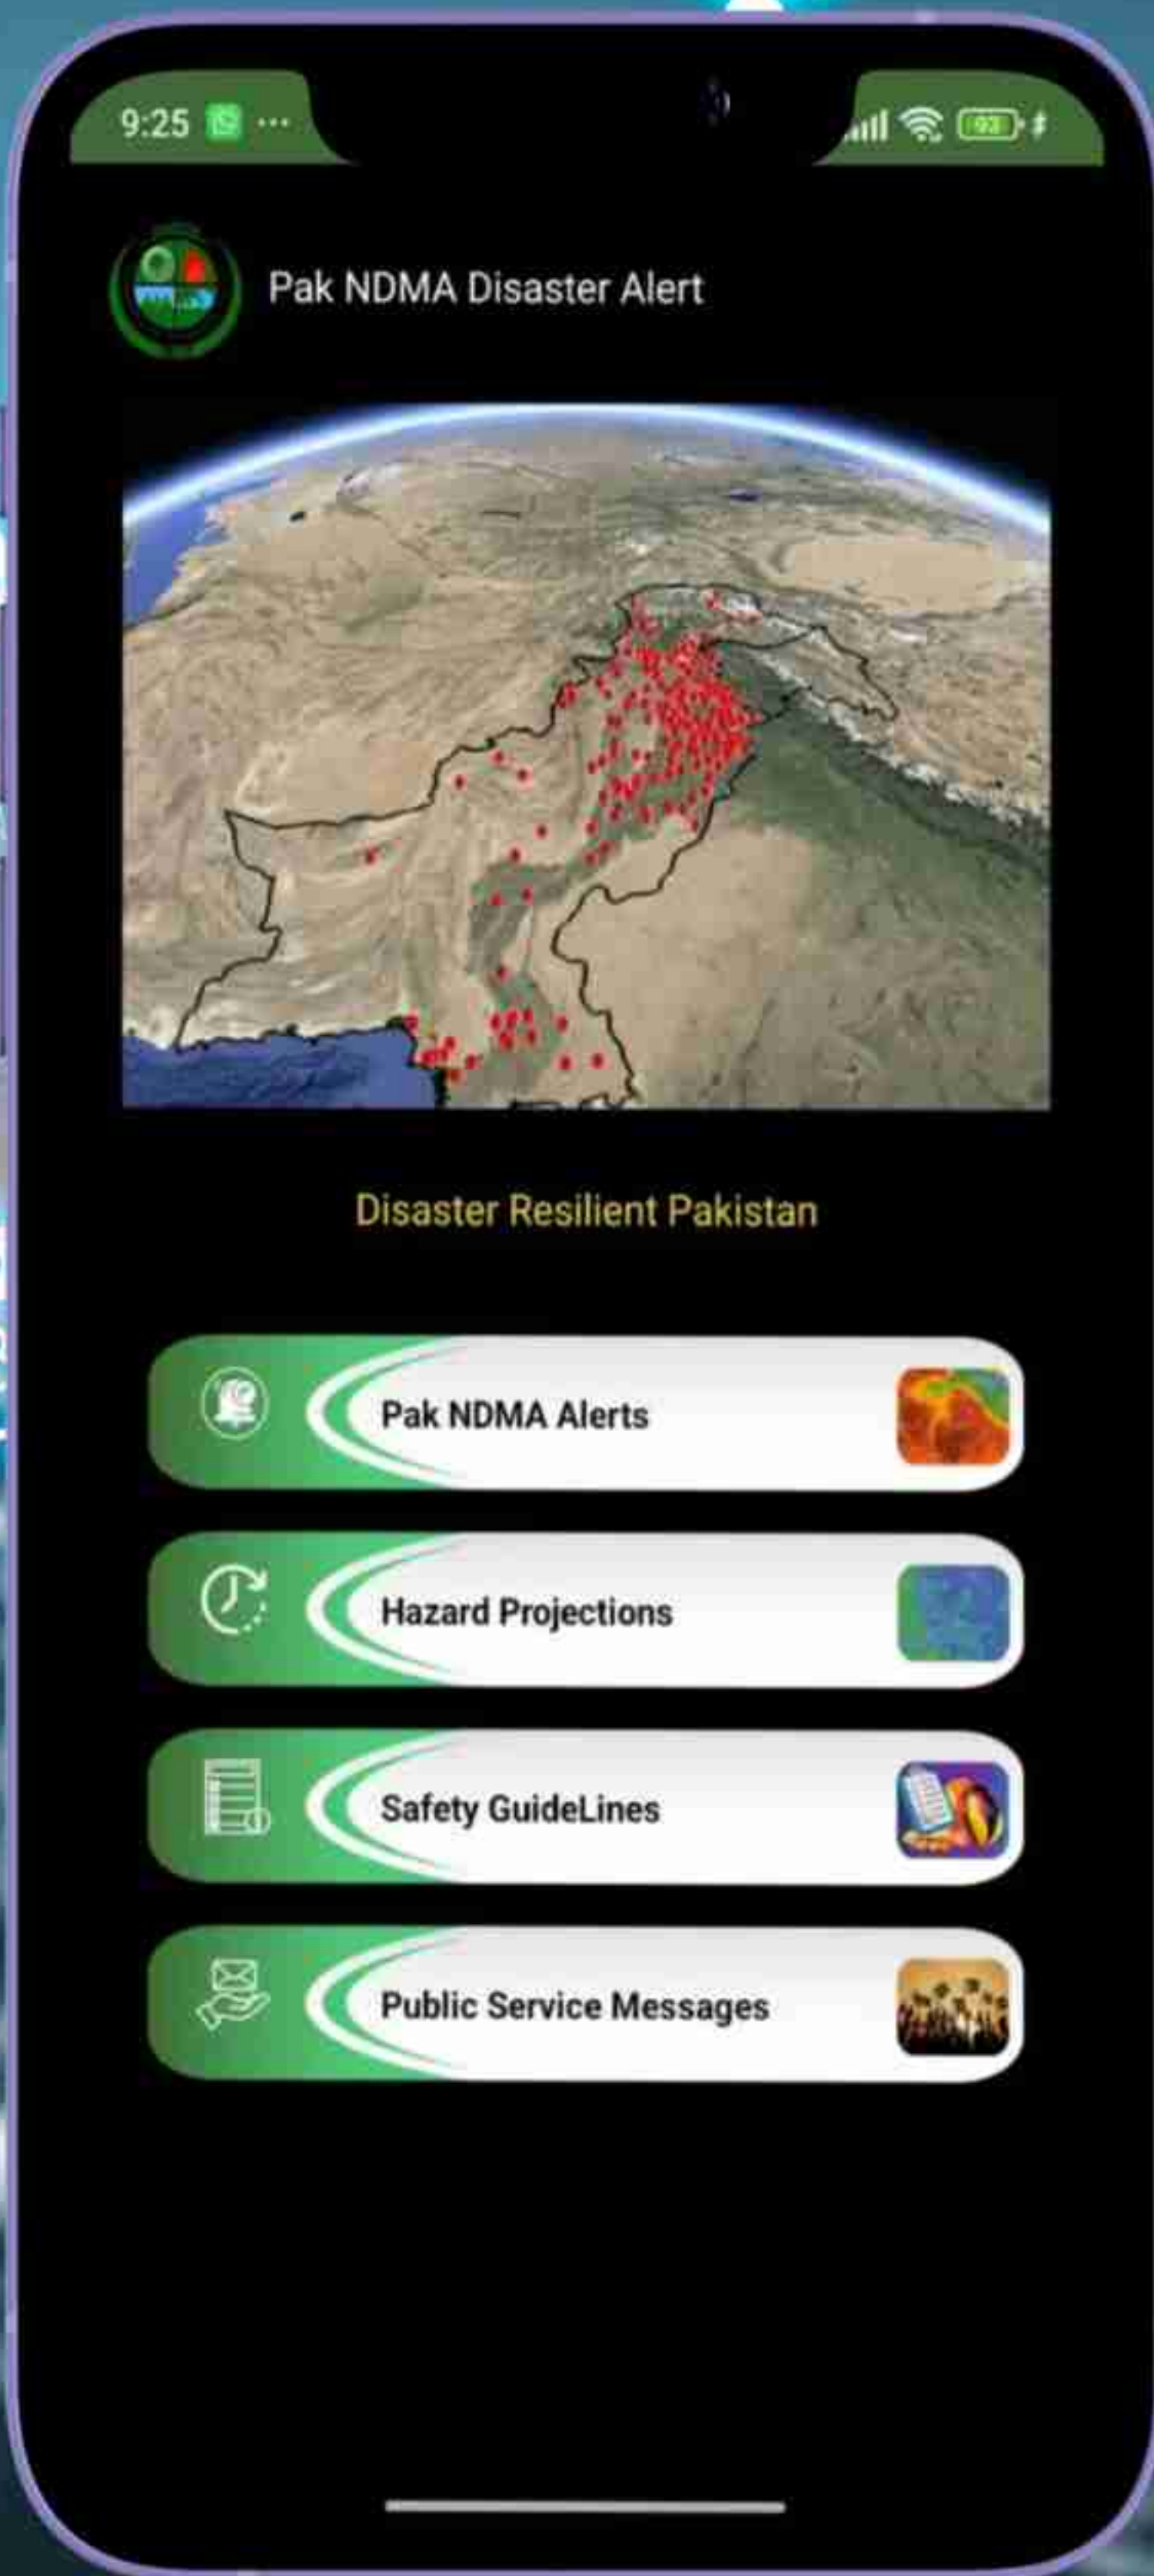 9:25
93
Pak NDMA Disaster Alert
Disaster Resilient Pakistan
Pak NDMA Alerts
Hazard Projections
Safety GuideLines
Public Service Messages